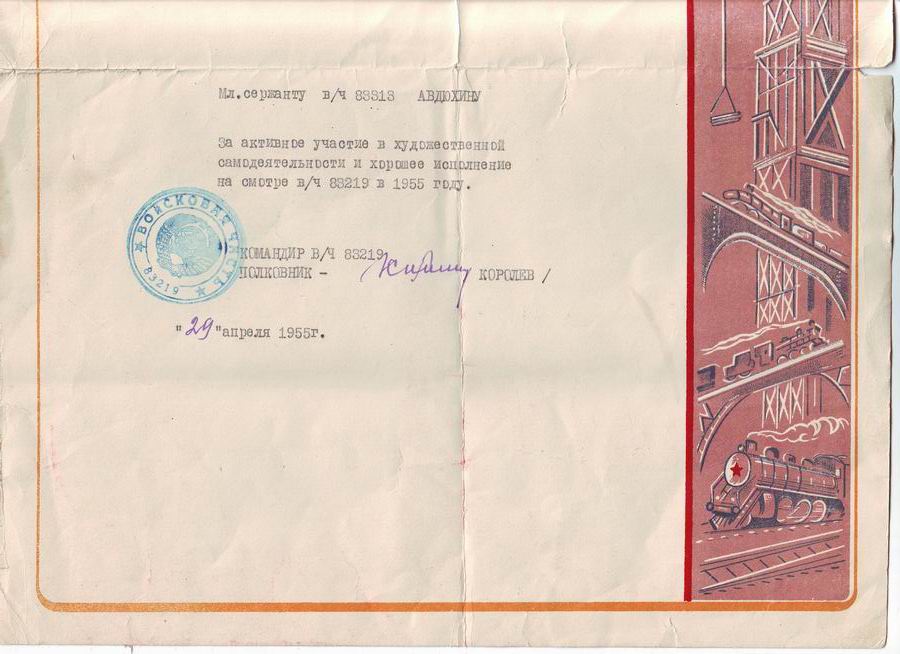 Мл.сержанту в/ч 83313 АВДЮХИНУ
За активное участие в художественной
самодеятельности и хорошее исполнение
на смотре в/ч 83219 в 1955 году.
ВОЙСКОВАЯ ЧАСТЬ
83219
КОМАНДИР В/Ч 83219
ПОЛКОВНИК - КОРОЛЕВ /
"29"апреля 1955г.